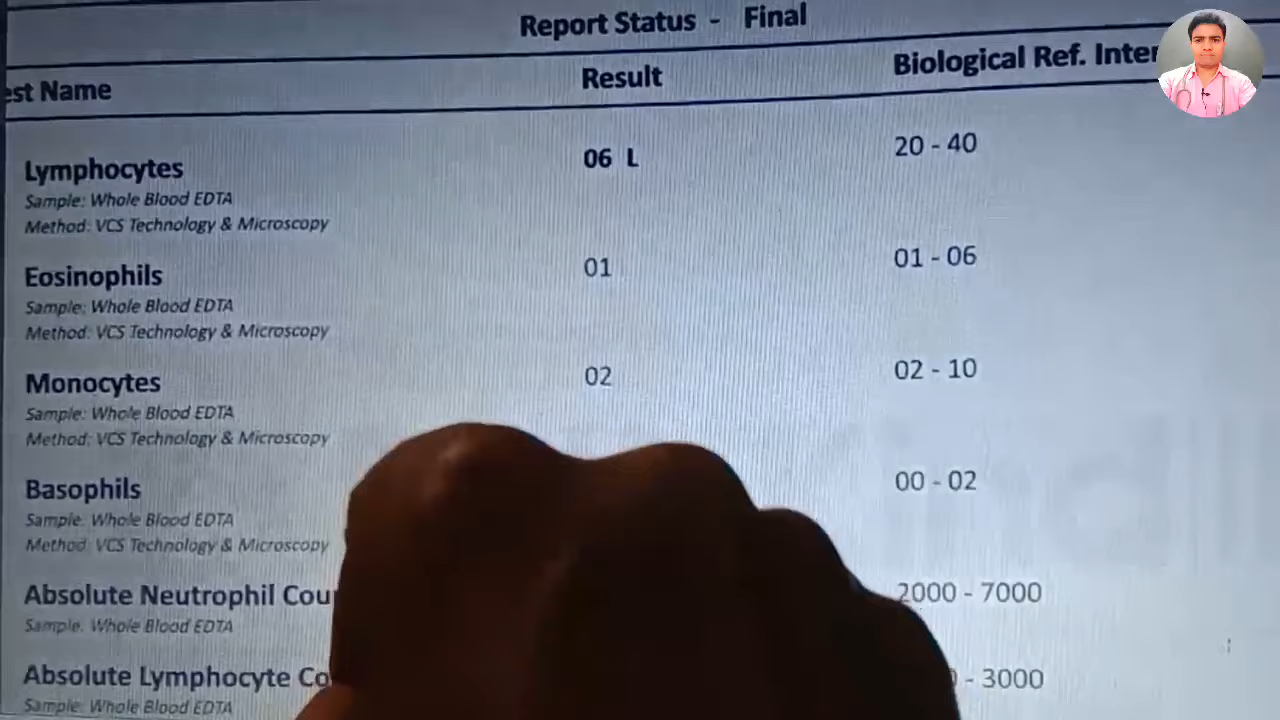 Report Status - Final
est Name Result Biological Ref. Inter
Lymphocytes 06 L 20 - 40
Sample: Whole Blood EDTA
Method: VCS Technology & Microscopy
Eosinophils 01 01 - 06
Sample: Whole Blood EDTA
Method: VCS Technology & Microscopy
Monocytes 02 02 - 10
Sample: Whole Blood EDTA
Method: VCS Technology & Microscopy
Basophils 00 - 02
Sample: Whole Blood EDTA
Method: VCS Technology & Microscopy
Absolute Neutrophil Cou 2000 - 7000
Sample: Whole Blood EDTA
Absolute Lymphocyte Co - 3000
Sample: Whole Blood EDTA